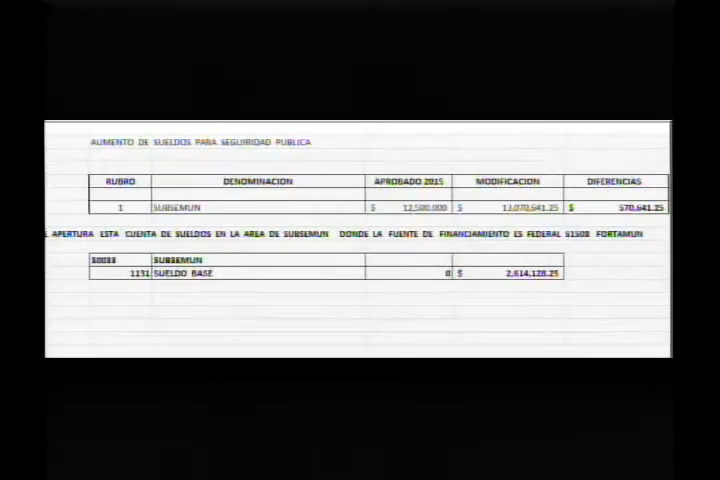 AUMENTO DE SUELDOS PARA SEGURIDAD PUBLICA
RUBRO DENOMINACION APROBADO 2015 MODIFICACION DIFERENCIAS
1 SUBSEMUN $ 12,500.000 $ 13,070,641.25 $ 570,641.25
E APERTURA ESTA CUENTA DE SUELDOS EN LA AREA DE SUBSEMUN DONDE LA FUENTE DE FINANCIAMIENTO ES FEDERAL 51508 FORTAMUN
SUBSEMUN
1131 SUELDO BASE 0 $ 2,614,128.25